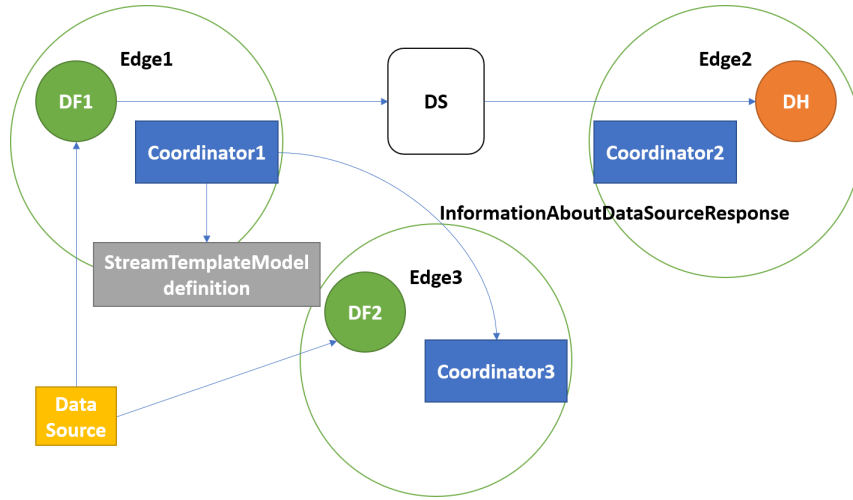 Edge1
Edge2
DF1
DS
DH
Coordinator1
Coordinator2
InformationAboutDataSourceResponse
StreamTemplateModel
definition
Edge3
DF2
Coordinator3
Data
Source